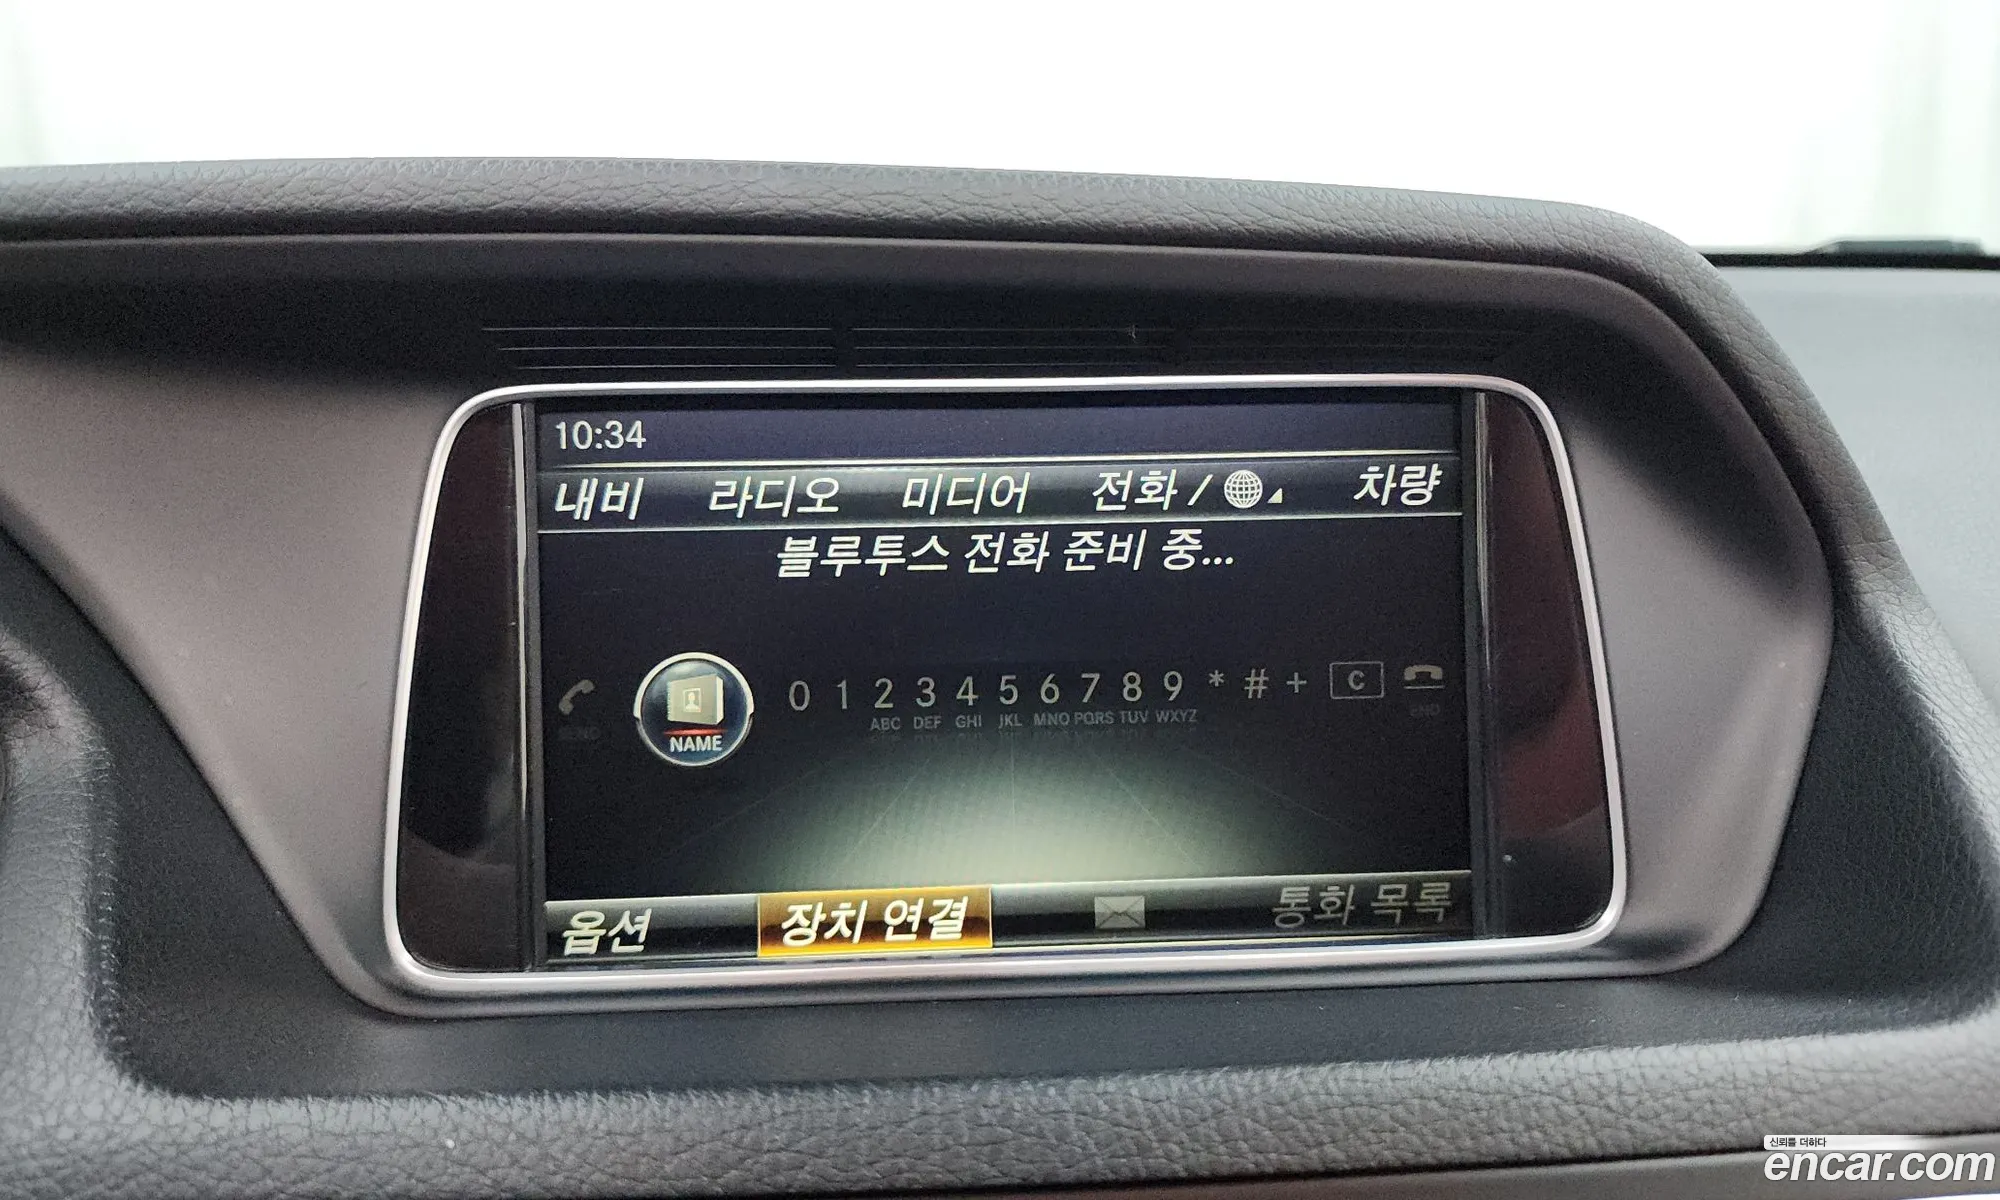 10:34
내비 라디오 미디어 전화 / 차량
블루투스 전화 준비 중...
0 1 2 3 4 5 6 7 8 9 * # + C
ABC DEF GHI JKL MNO PQRS TUV WXYZ
SEND NAME END
옵션 장치 연결 통화 목록
신뢰를 더하다
encar.com